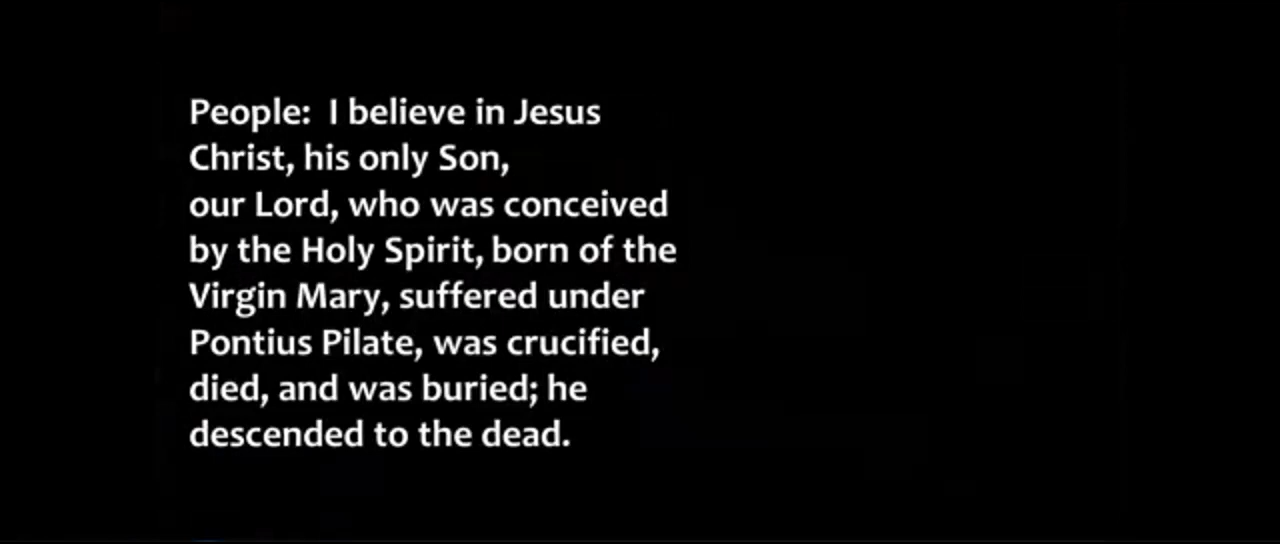 People:  I believe in Jesus
Christ, his only Son,
our Lord, who was conceived
by the Holy Spirit, born of the
Virgin Mary, suffered under
Pontius Pilate, was crucified,
died, and was buried; he
descended to the dead.